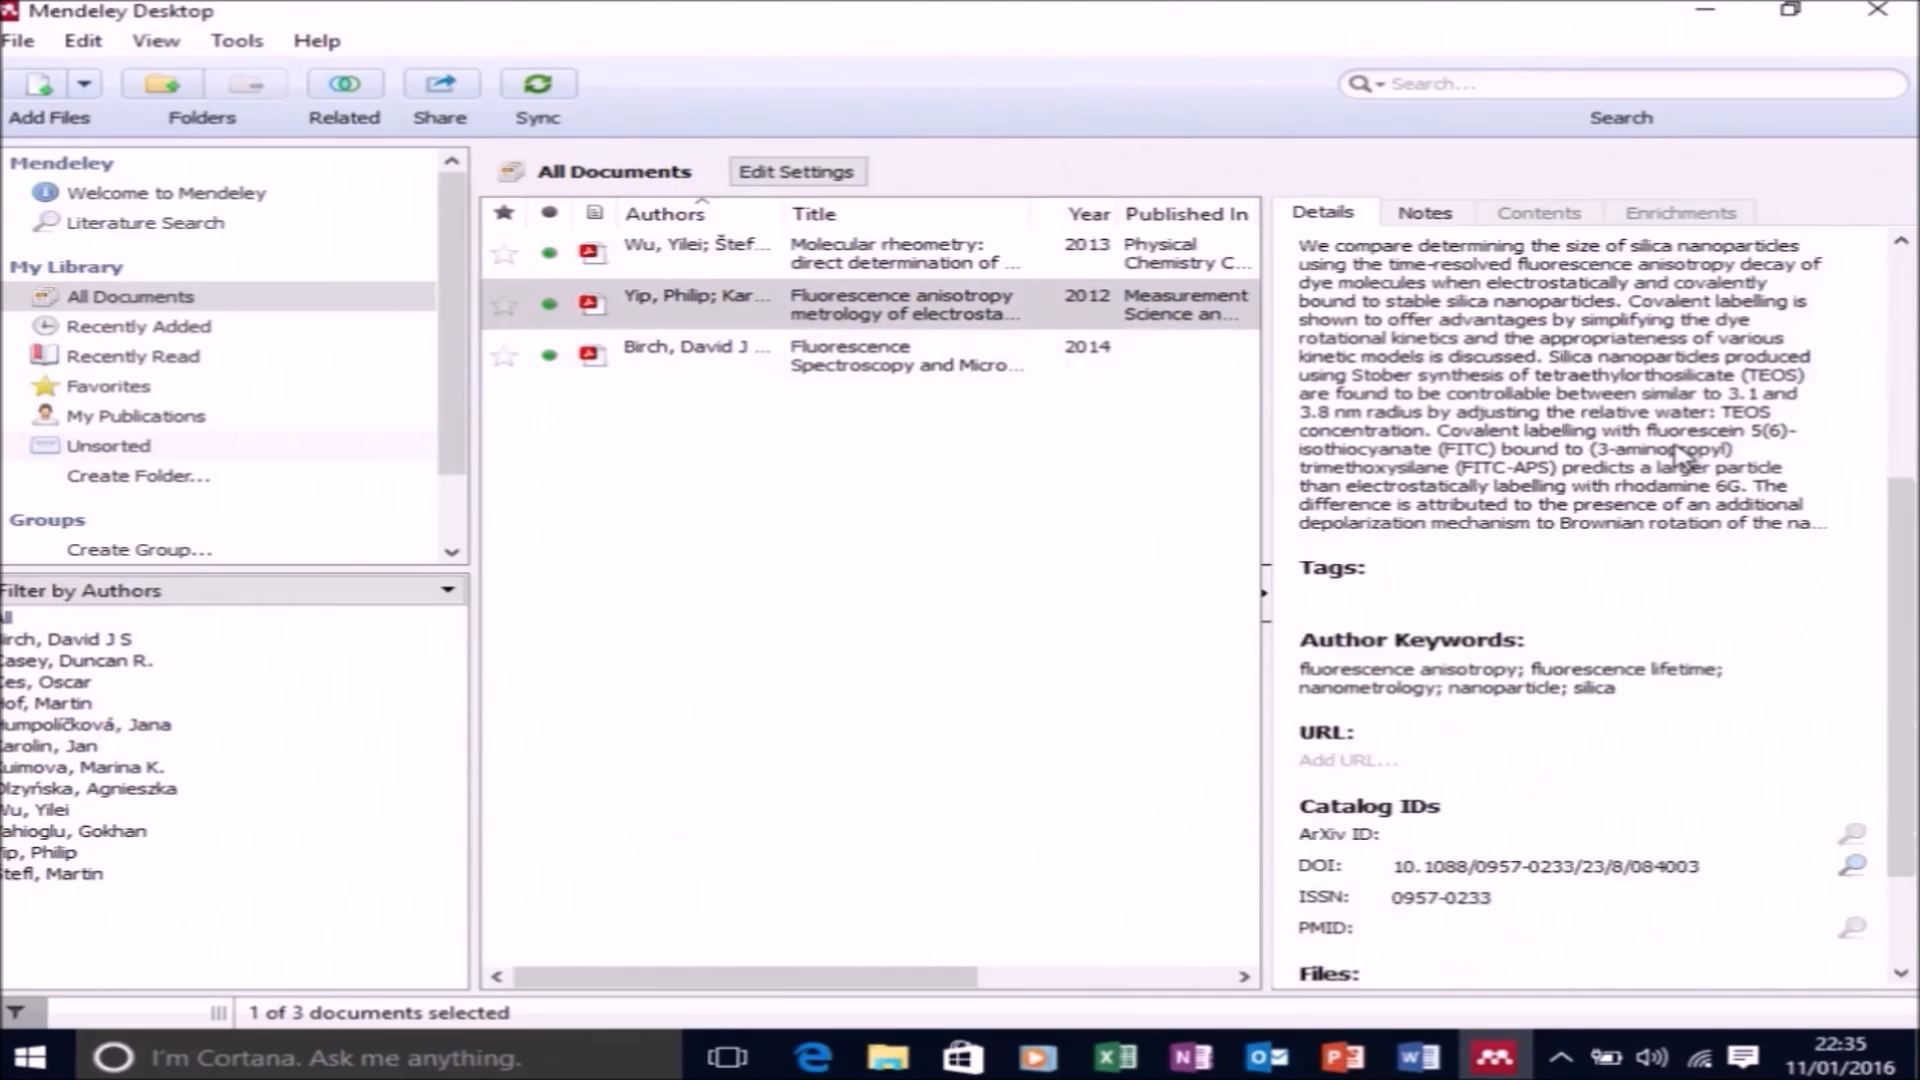 Mendeley Desktop
File Edit View Tools Help
Search...
Add Files Folders Related Share Sync Search
Mendeley
Welcome to Mendeley
Literature Search
My Library
All Documents
Recently Added
Recently Read
Favorites
My Publications
Unsorted
Create Folder...
Groups
Create Group...
Filter by Authors
ll
irch, David J S
asey, Duncan R.
es, Oscar
of, Martin
umpolíčková, Jana
arolin, Jan
uimova, Marina K.
lzyńska, Agnieszka
u, Yilei
ahioglu, Gokhan
ip, Philip
tefl, Martin
All Documents Edit Settings
Authors Title Year Published In
Wu, Yilei; Štef... Molecular rheometry: 2013 Physical
direct determination of ... Chemistry C...
Yip, Philip; Kar... Fluorescence anisotropy 2012 Measurement
metrology of electrosta... Science an...
Birch, David J ... Fluorescence 2014
Spectroscopy and Micro...
Details Notes Contents Enrichments
We compare determining the size of silica nanoparticles
using the time-resolved fluorescence anisotropy decay of
dye molecules when electrostatically and covalently
bound to stable silica nanoparticles. Covalent labelling is
shown to offer advantages by simplifying the dye
rotational kinetics and the appropriateness of various
kinetic models is discussed. Silica nanoparticles produced
using Stober synthesis of tetraethylorthosilicate (TEOS)
are found to be controllable between similar to 3.1 and
3.8 nm radius by adjusting the relative water: TEOS
concentration. Covalent labelling with fluorescein 5(6)-
isothiocyanate (FITC) bound to (3-aminopropyl)
trimethoxysilane (FITC-APS) predicts a larger particle
than electrostatically labelling with rhodamine 6G. The
difference is attributed to the presence of an additional
depolarization mechanism to Brownian rotation of the na...
Tags:
Author Keywords:
fluorescence anisotropy; fluorescence lifetime;
nanometrology; nanoparticle; silica
URL:
Add URL...
Catalog IDs
ArXiv ID:
DOI: 10.1088/0957-0233/23/8/084003
ISSN: 0957-0233
PMID:
Files:
1 of 3 documents selected
I'm Cortana. Ask me anything.
22:35
11/01/2016